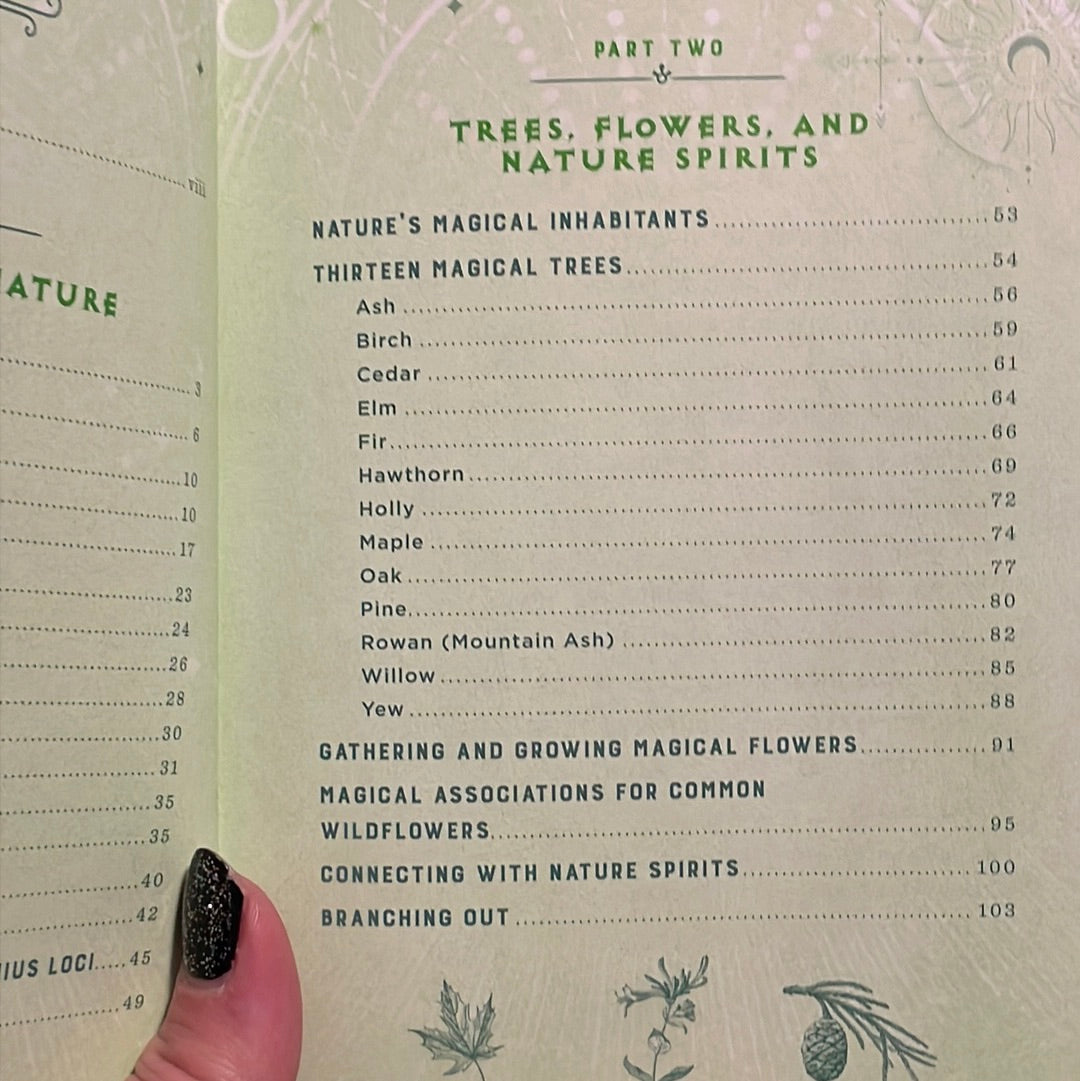 viii
ATURE
3
6
10
10
17
23
24
26
28
30
31
35
35
40
42
IUS LOCI.....45
49
PART TWO
TREES, FLOWERS, AND
NATURE SPIRITS
NATURE'S MAGICAL INHABITANTS 53
THIRTEEN MAGICAL TREES 54
Ash 56
Birch 59
Cedar 61
Elm 64
Fir 66
Hawthorn 69
Holly 72
Maple 74
Oak 77
Pine 80
Rowan (Mountain Ash) 82
Willow 85
Yew 88
GATHERING AND GROWING MAGICAL FLOWERS 91
MAGICAL ASSOCIATIONS FOR COMMON
WILDFLOWERS 95
CONNECTING WITH NATURE SPIRITS 100
BRANCHING OUT 103